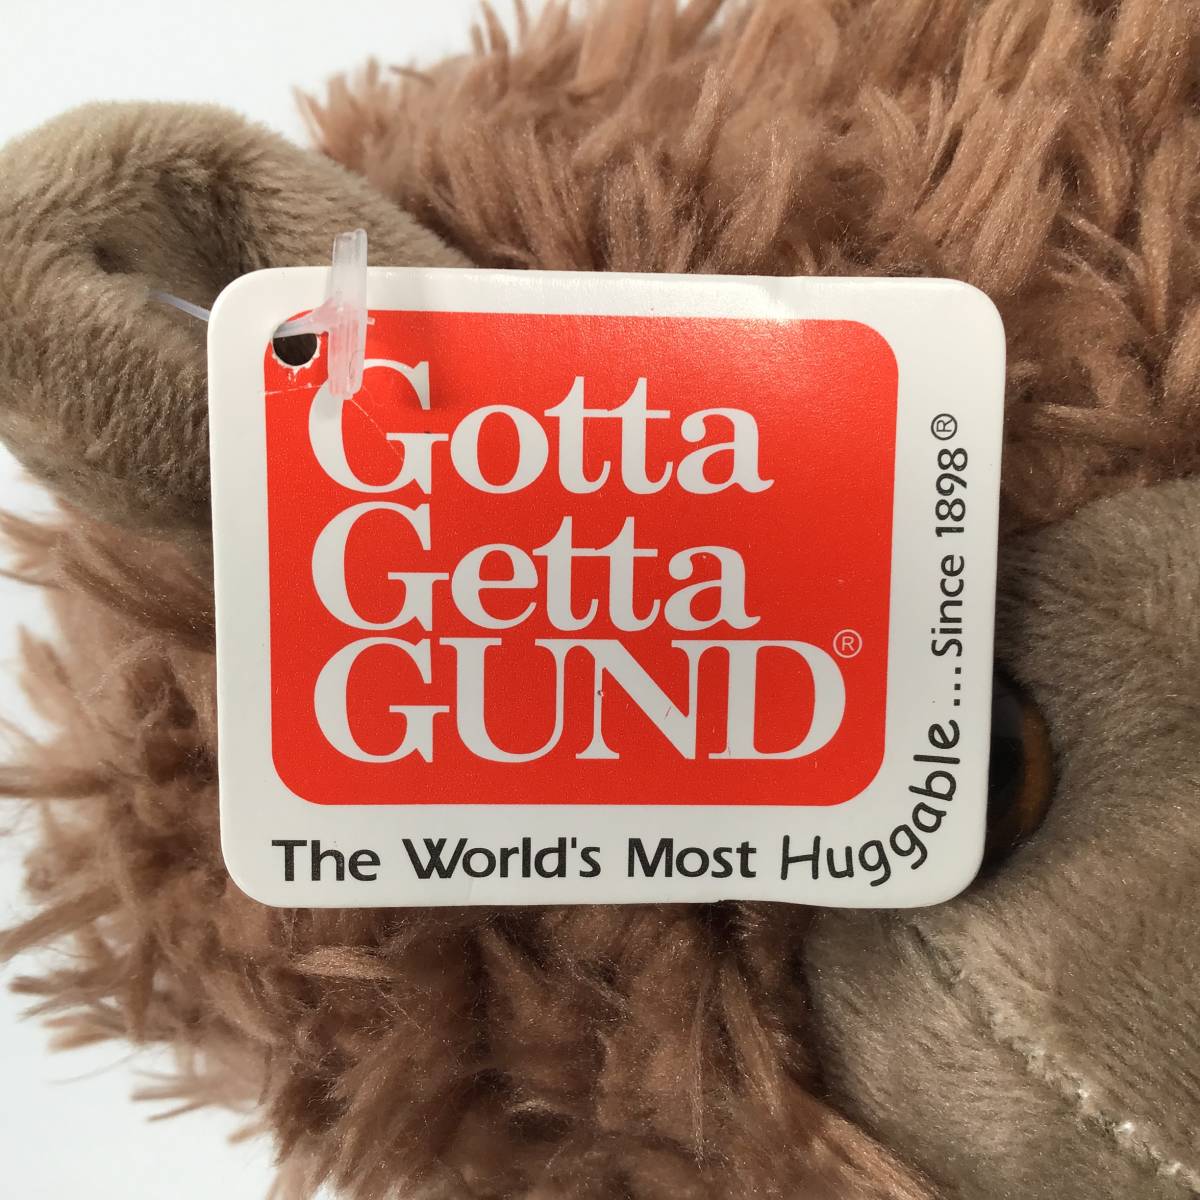 Gotta
Getta
GUND®
The World's Most Huggable....Since 1898®